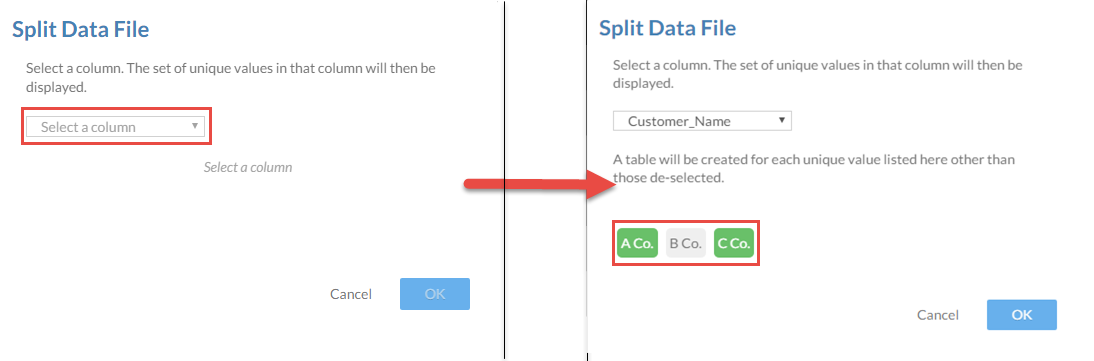 Split Data File
Select a column. The set of unique values in that column will then be
displayed.
Select a column
Select a column
Cancel
OK
Split Data File
Select a column. The set of unique values in that column will then be
displayed.
Customer_Name
A table will be created for each unique value listed here other than
those de-selected.
A Co.
B Co.
C Co.
Cancel
OK